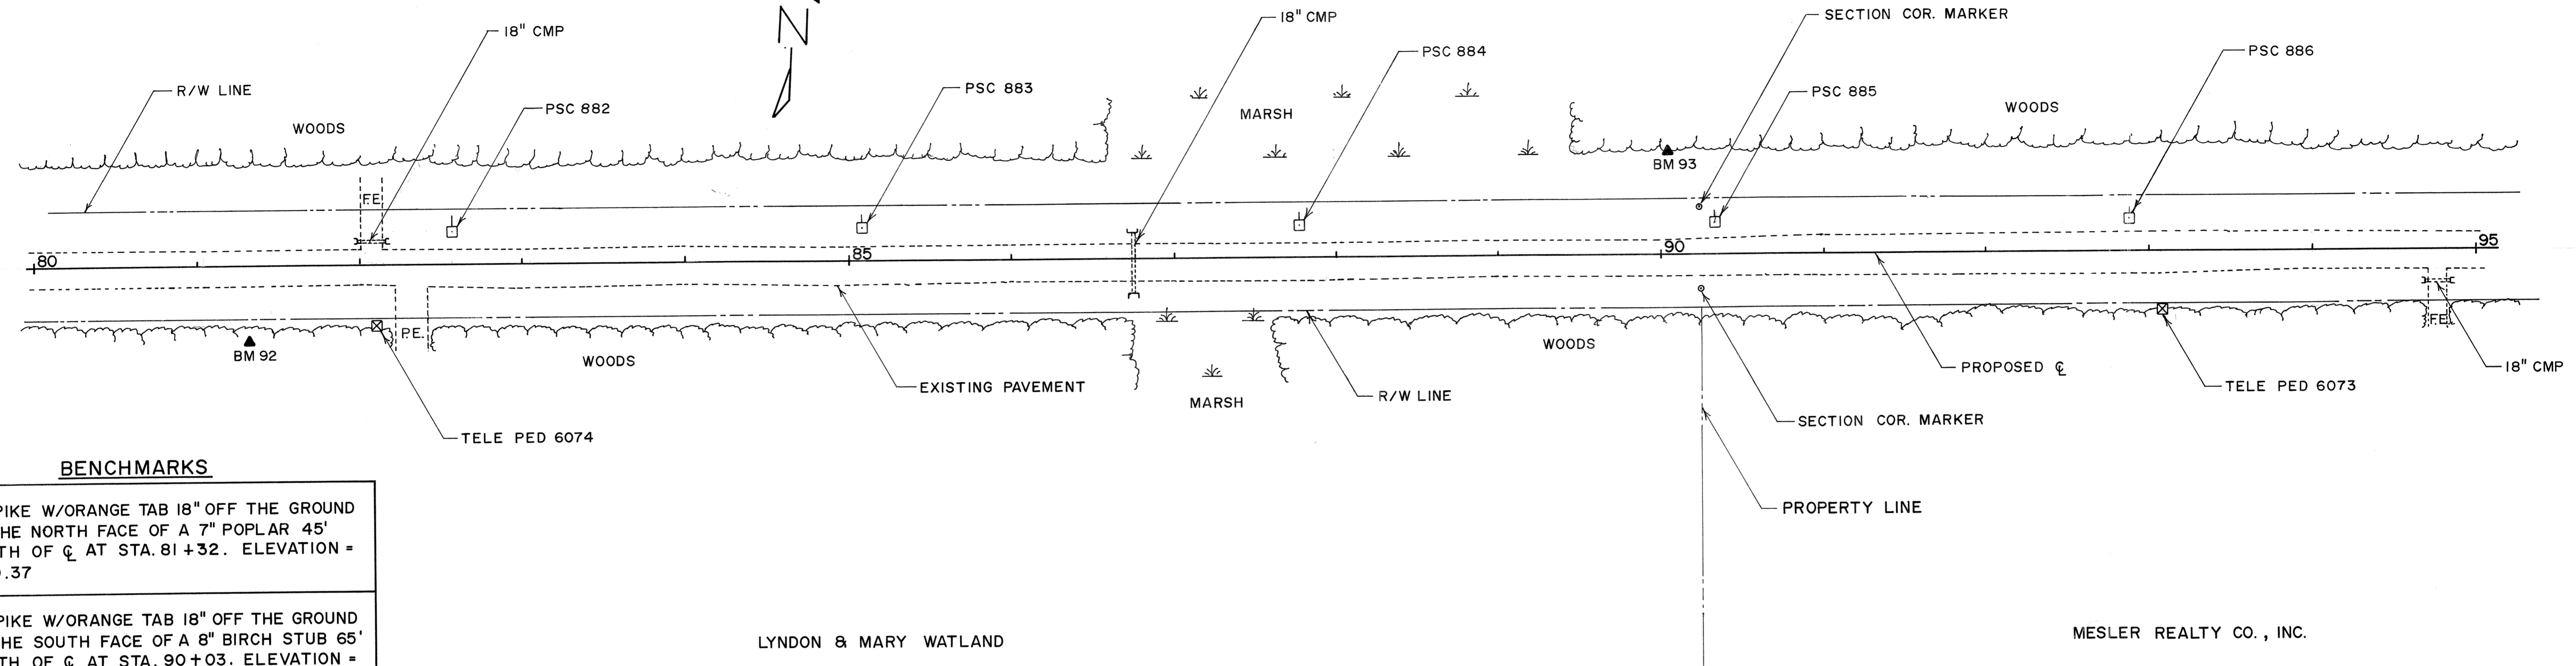 N
18" CMP
18" CMP
SECTION COR. MARKER
PSC 884
PSC 886
R/W LINE
PSC 882
PSC 883
PSC 885
WOODS
MARSH
WOODS
BM 93
F.E.
80
85
90
95
BM 92
P.E.
WOODS
EXISTING PAVEMENT
MARSH
R/W LINE
WOODS
PROPOSED ℄
F.E.
18" CMP
TELE PED 6073
TELE PED 6074
SECTION COR. MARKER
PROPERTY LINE
BENCHMARKS
PIKE W/ORANGE TAB 18" OFF THE GROUND
HE NORTH FACE OF A 7" POPLAR 45'
TH OF ℄ AT STA. 81+32. ELEVATION =
.37
PIKE W/ORANGE TAB 18" OFF THE GROUND
HE SOUTH FACE OF A 8" BIRCH STUB 65'
TH OF ℄ AT STA. 90+03. ELEVATION =
LYNDON & MARY WATLAND
MESLER REALTY CO., INC.